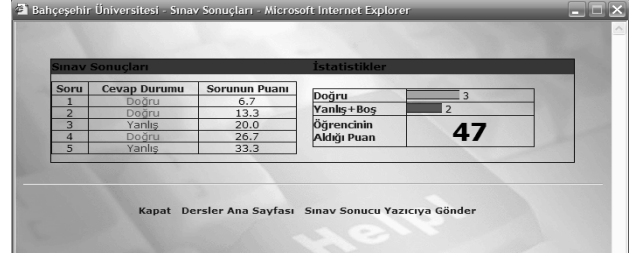 Bahçeşehir Üniversitesi - Sınav Sonuçları - Microsoft Internet Explorer
Sınav Sonuçları İstatistikler
Soru Cevap Durumu Sorunun Puanı
1 Doğru 6.7
2 Doğru 13.3
3 Yanlış 20.0
4 Doğru 26.7
5 Yanlış 33.3
Doğru 3
Yanlış+Boş 2
Öğrencinin
Aldığı Puan 47
Kapat Dersler Ana Sayfası Sınav Sonucu Yazıcıya Gönder
Help!